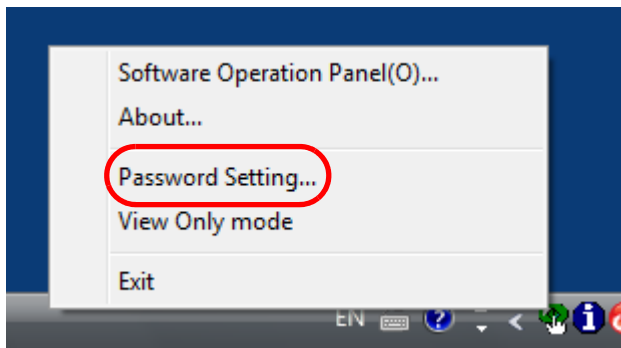 Software Operation Panel(O)...
About...
Password Setting...
View Only mode
Exit
EN